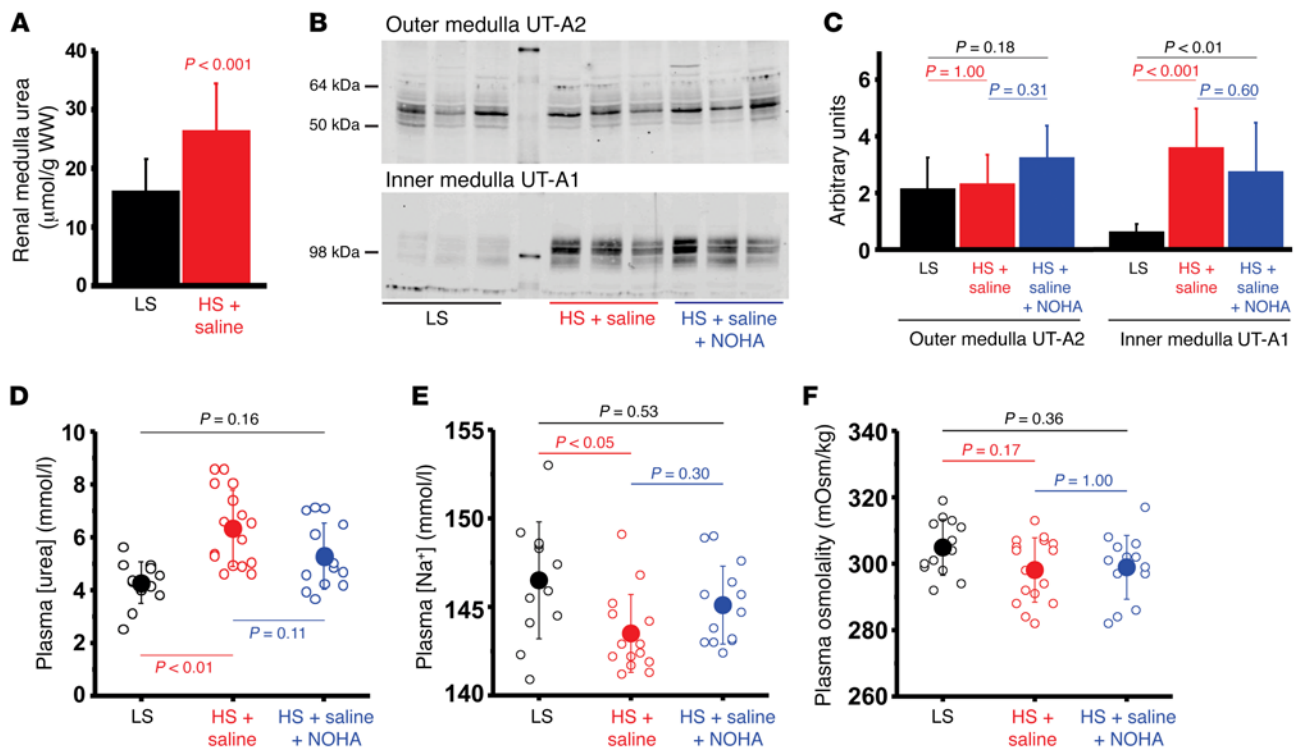 A
Renal medulla urea
(μmol/g WW)
40
30
20
10
0
P < 0.001
LS
HS +
saline
B
Outer medulla UT-A2
64 kDa
50 kDa
Inner medulla UT-A1
98 kDa
LS
HS + saline
HS + saline
+ NOHA
C
Arbitrary units
6
4
2
0
P = 0.18
P = 1.00
P = 0.31
P < 0.01
P < 0.001
P = 0.60
LS
HS +
saline
HS +
saline
+ NOHA
LS
HS +
saline
HS +
saline
+ NOHA
Outer medulla UT-A2
Inner medulla UT-A1
D
Plasma [urea] (mmol/l)
10
8
6
4
2
0
P = 0.16
P = 0.11
P < 0.01
LS
HS +
saline
HS + saline
+ NOHA
E
Plasma [Na⁺] (mmol/l)
155
150
145
140
P = 0.53
P < 0.05
P = 0.30
LS
HS +
saline
HS + saline
+ NOHA
F
Plasma osmolality (mOsm/kg)
340
320
300
280
260
P = 0.36
P = 0.17
P = 1.00
LS
HS +
saline
HS + saline
+ NOHA